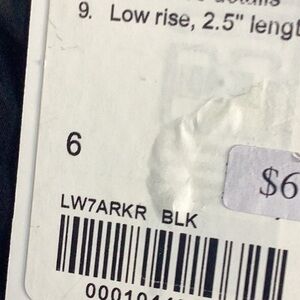 9. Low rise, 2.5" lengt
6
$6
LW7ARKR BLK